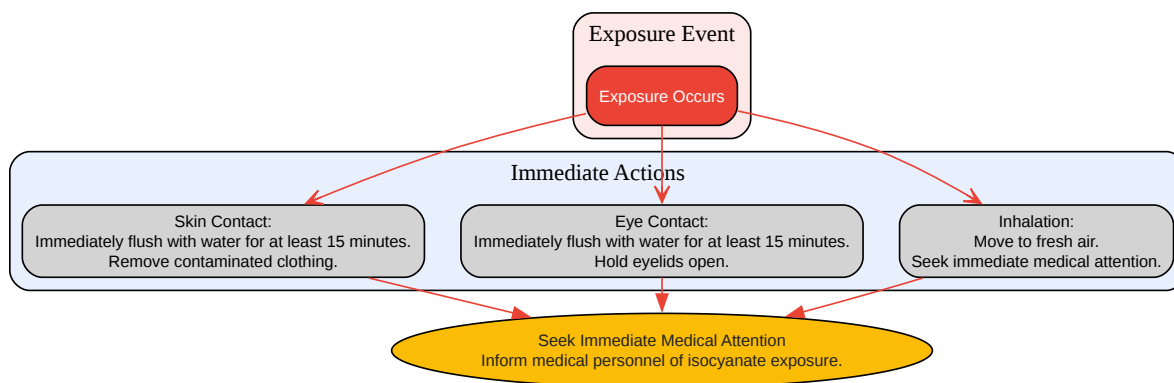 Exposure Event
Exposure Occurs
Immediate Actions
Skin Contact:
Immediately flush with water for at least 15 minutes.
Remove contaminated clothing.
Eye Contact:
Immediately flush with water for at least 15 minutes.
Hold eyelids open.
Inhalation:
Move to fresh air.
Seek immediate medical attention.
Seek Immediate Medical Attention
Inform medical personnel of isocyanate exposure.